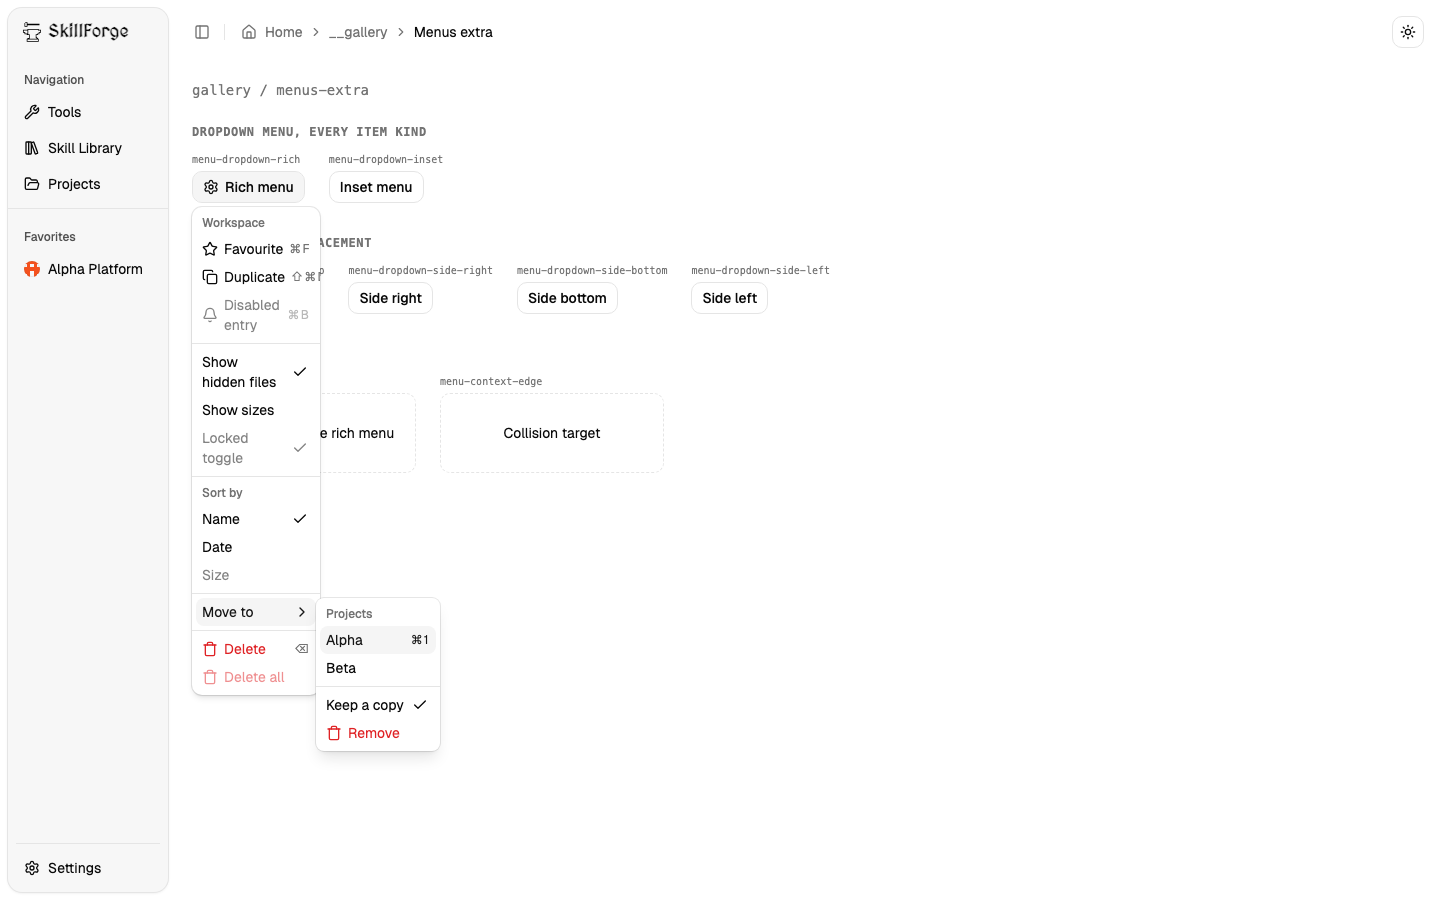 SkillForge
Navigation
Tools
Skill Library
Projects
Favorites
Alpha Platform
Settings
Home
__gallery
Menus extra
gallery / menus-extra
DROPDOWN MENU, EVERY ITEM KIND
menu-dropdown-rich
menu-dropdown-inset
Rich menu
Inset menu
Workspace
Favourite ⌘F
Duplicate ⇧⌘
Disabled
entry ⌘B
Show
hidden files
Show sizes
Locked
toggle
Sort by
Name
Date
Size
Move to
Delete ⌫
Delete all
Projects
Alpha ⌘1
Beta
Keep a copy
Remove
menu-dropdown-side-right
menu-dropdown-side-bottom
menu-dropdown-side-left
Side right
Side bottom
Side left
menu-context-edge
rich menu
Collision target